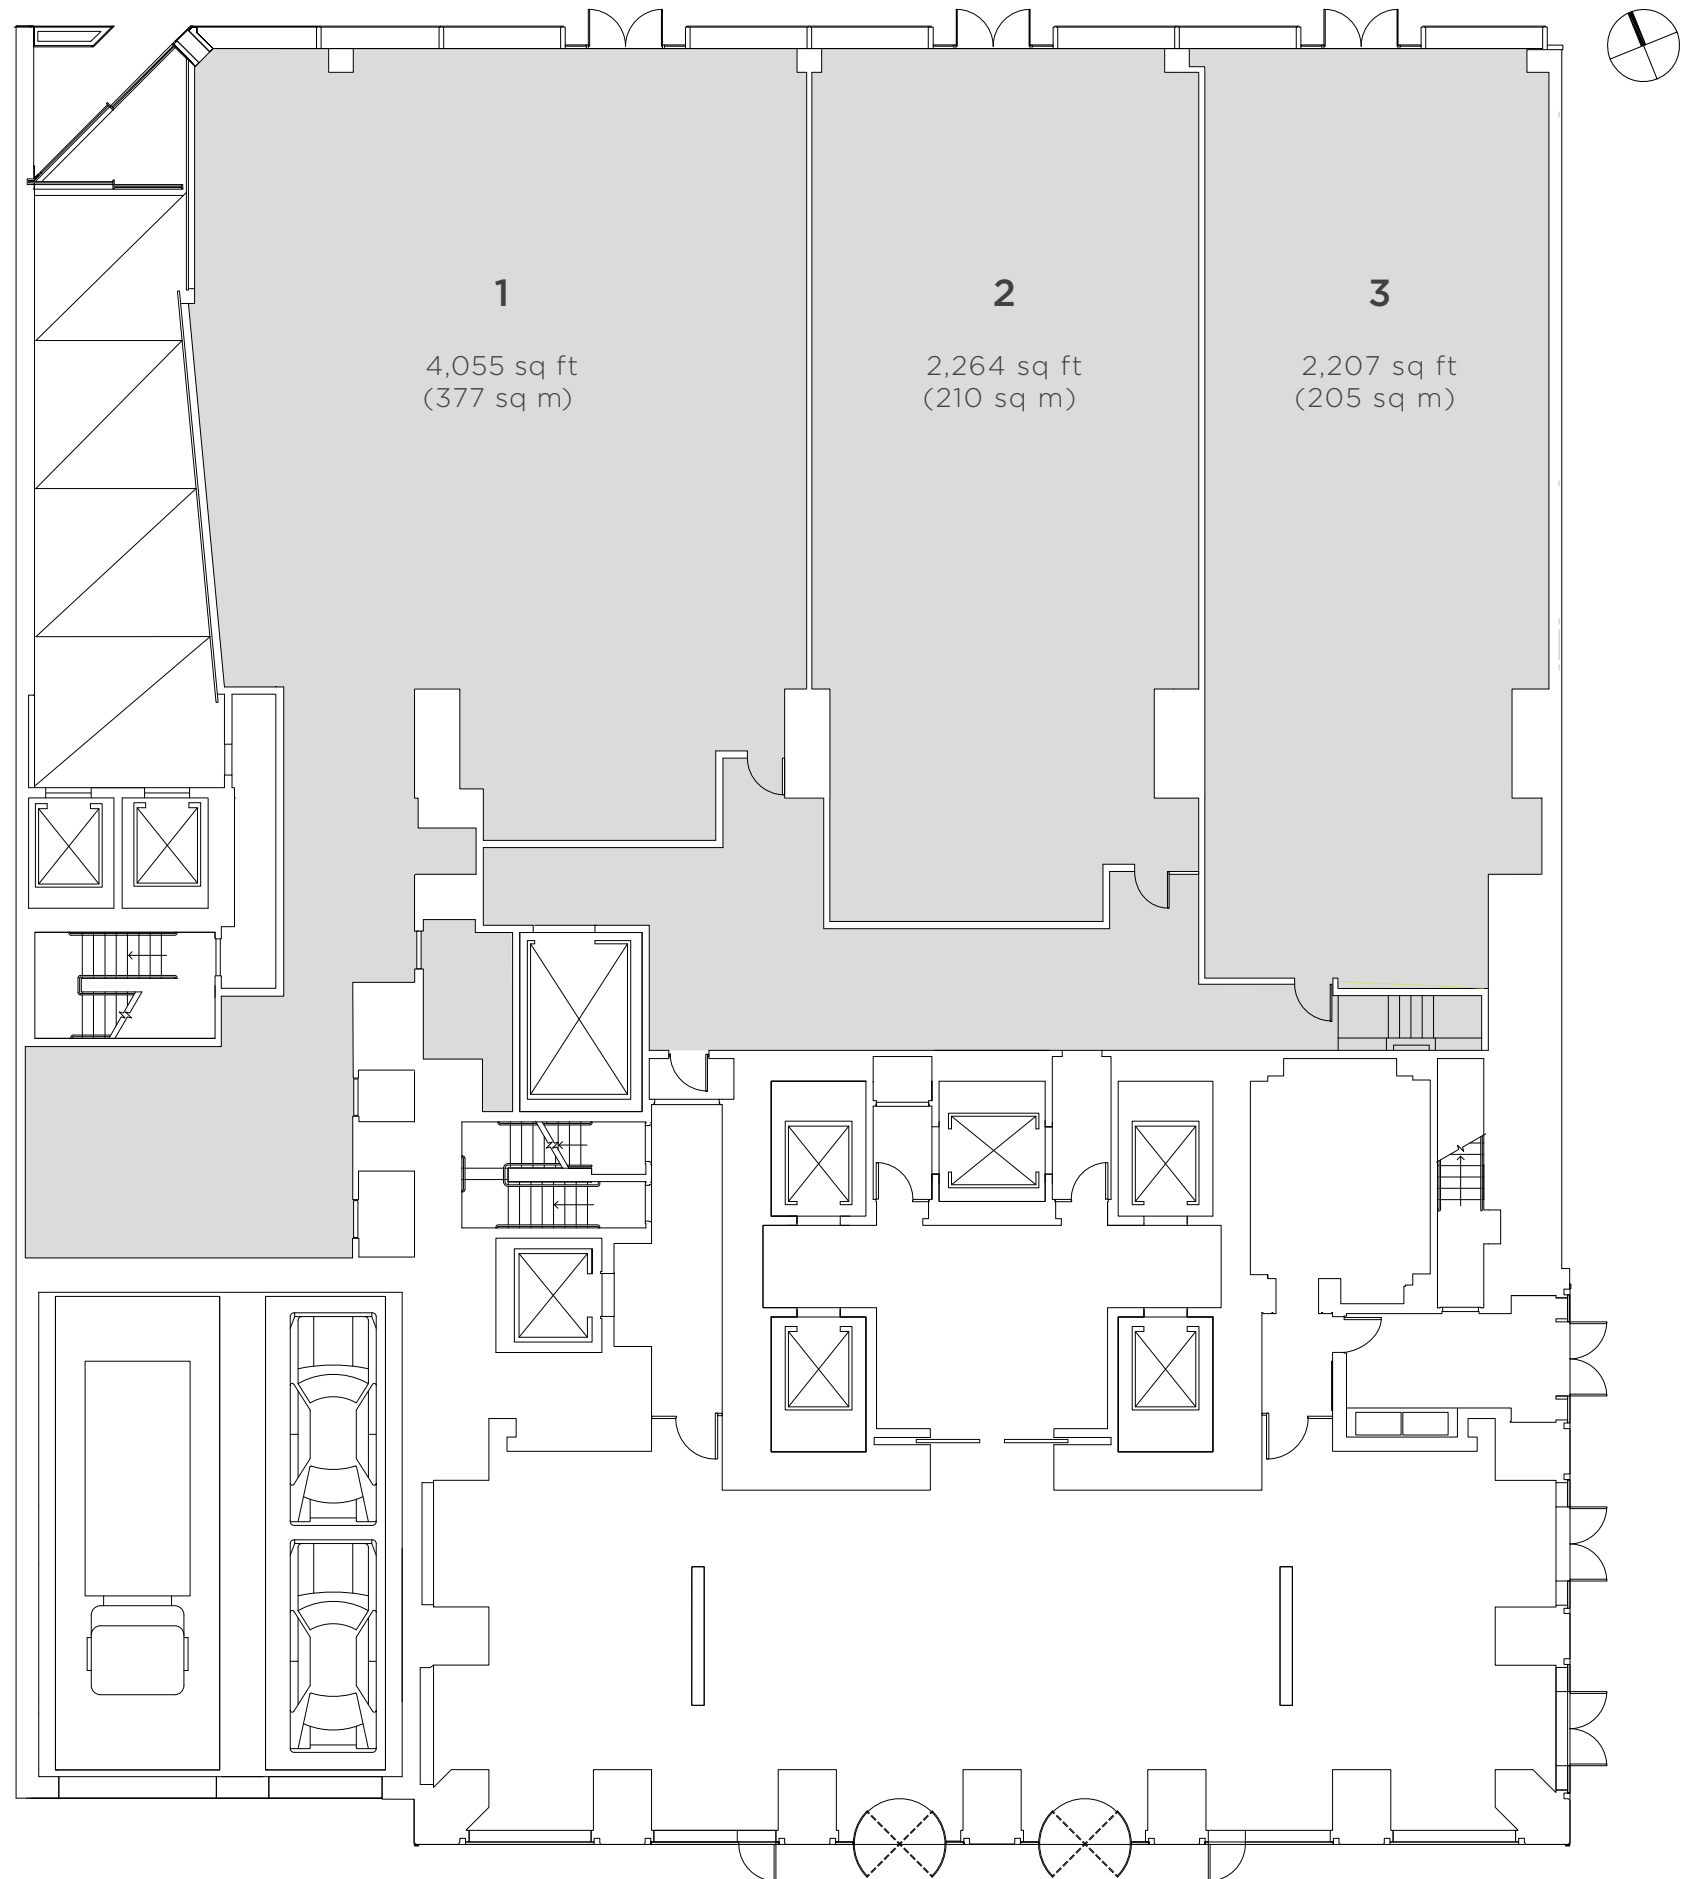 1
4,055 sq ft
(377 sq m)
2
2,264 sq ft
(210 sq m)
3
2,207 sq ft
(205 sq m)